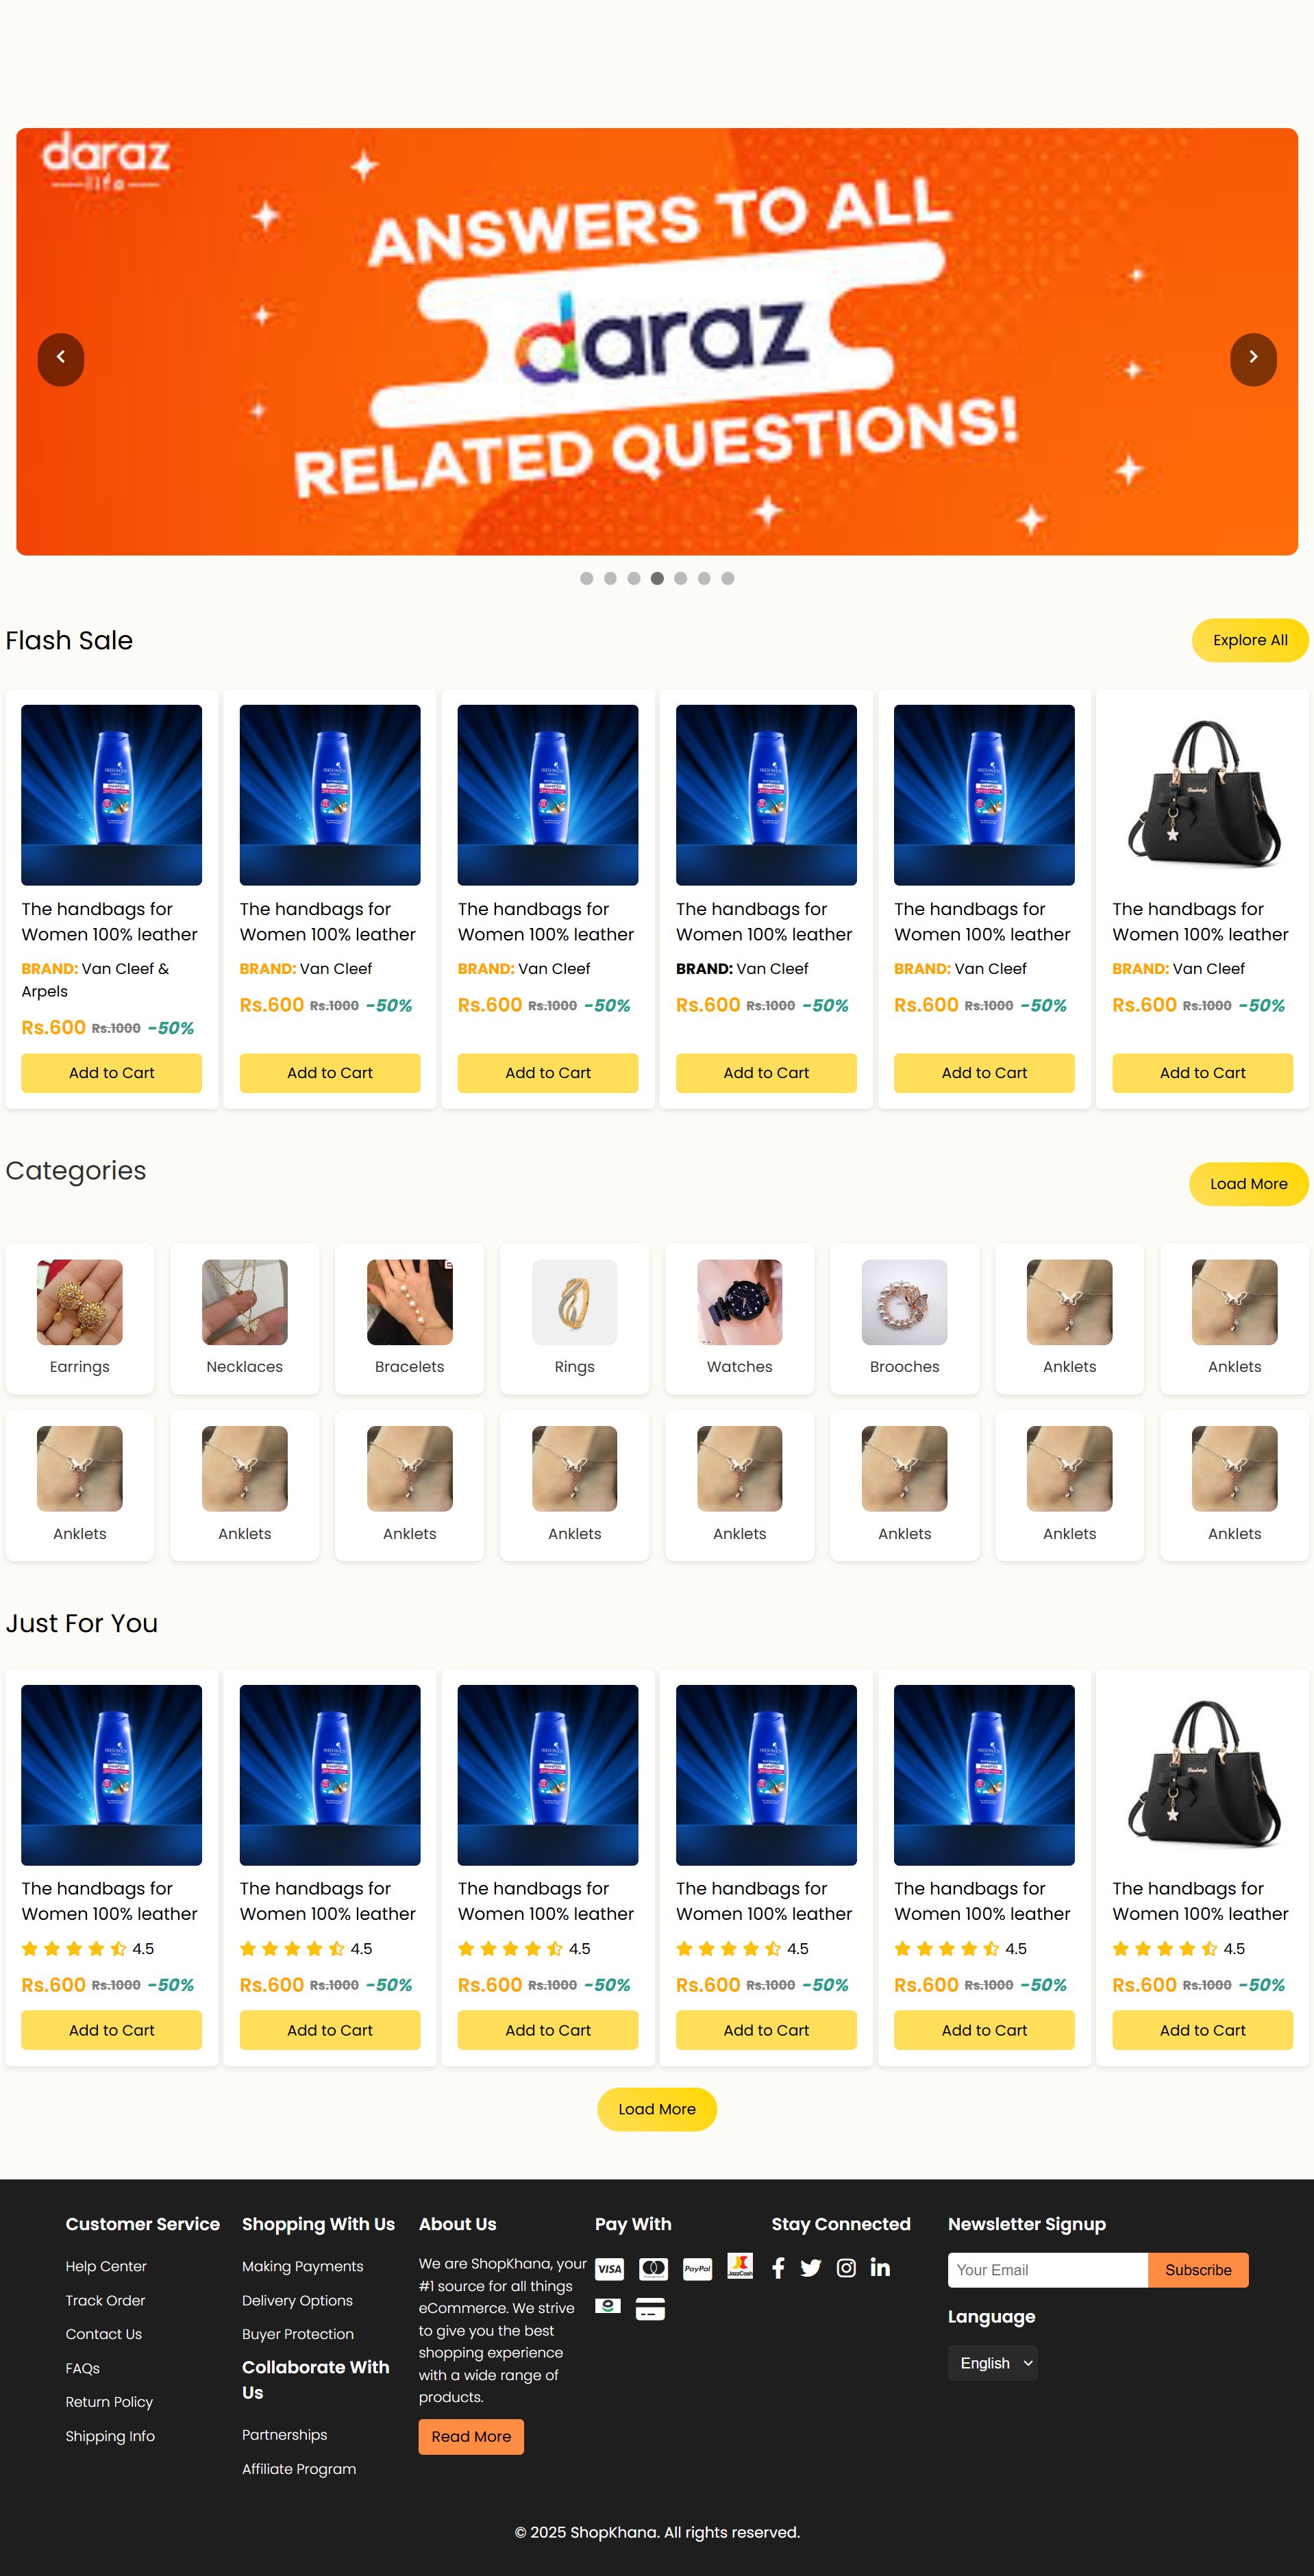 daraz
life
ANSWERS TO ALL
daraz
RELATED QUESTIONS!
Flash Sale
Explore All
The handbags for
Women 100% leather
BRAND: Van Cleef &
Arpels
Rs.600 Rs.1000 -50%
Add to Cart
The handbags for
Women 100% leather
BRAND: Van Cleef
Rs.600 Rs.1000 -50%
Add to Cart
The handbags for
Women 100% leather
BRAND: Van Cleef
Rs.600 Rs.1000 -50%
Add to Cart
The handbags for
Women 100% leather
BRAND: Van Cleef
Rs.600 Rs.1000 -50%
Add to Cart
The handbags for
Women 100% leather
BRAND: Van Cleef
Rs.600 Rs.1000 -50%
Add to Cart
The handbags for
Women 100% leather
BRAND: Van Cleef
Rs.600 Rs.1000 -50%
Add to Cart
Categories
Load More
Earrings
Necklaces
Bracelets
Rings
Watches
Brooches
Anklets
Anklets
Anklets
Anklets
Anklets
Anklets
Anklets
Anklets
Anklets
Anklets
Just For You
The handbags for
Women 100% leather
4.5
Rs.600 Rs.1000 -50%
Add to Cart
The handbags for
Women 100% leather
4.5
Rs.600 Rs.1000 -50%
Add to Cart
The handbags for
Women 100% leather
4.5
Rs.600 Rs.1000 -50%
Add to Cart
The handbags for
Women 100% leather
4.5
Rs.600 Rs.1000 -50%
Add to Cart
The handbags for
Women 100% leather
4.5
Rs.600 Rs.1000 -50%
Add to Cart
The handbags for
Women 100% leather
4.5
Rs.600 Rs.1000 -50%
Add to Cart
Load More
Customer Service
Help Center
Track Order
Contact Us
FAQs
Return Policy
Shipping Info
Shopping With Us
Making Payments
Delivery Options
Buyer Protection
Collaborate With
Us
Partnerships
Affiliate Program
About Us
We are ShopKhana, your
#1 source for all things
eCommerce. We strive
to give you the best
shopping experience
with a wide range of
products.
Read More
Pay With
VISA
PayPal
JazzCash
Stay Connected
Newsletter Signup
Your Email
Subscribe
Language
English
© 2025 ShopKhana. All rights reserved.